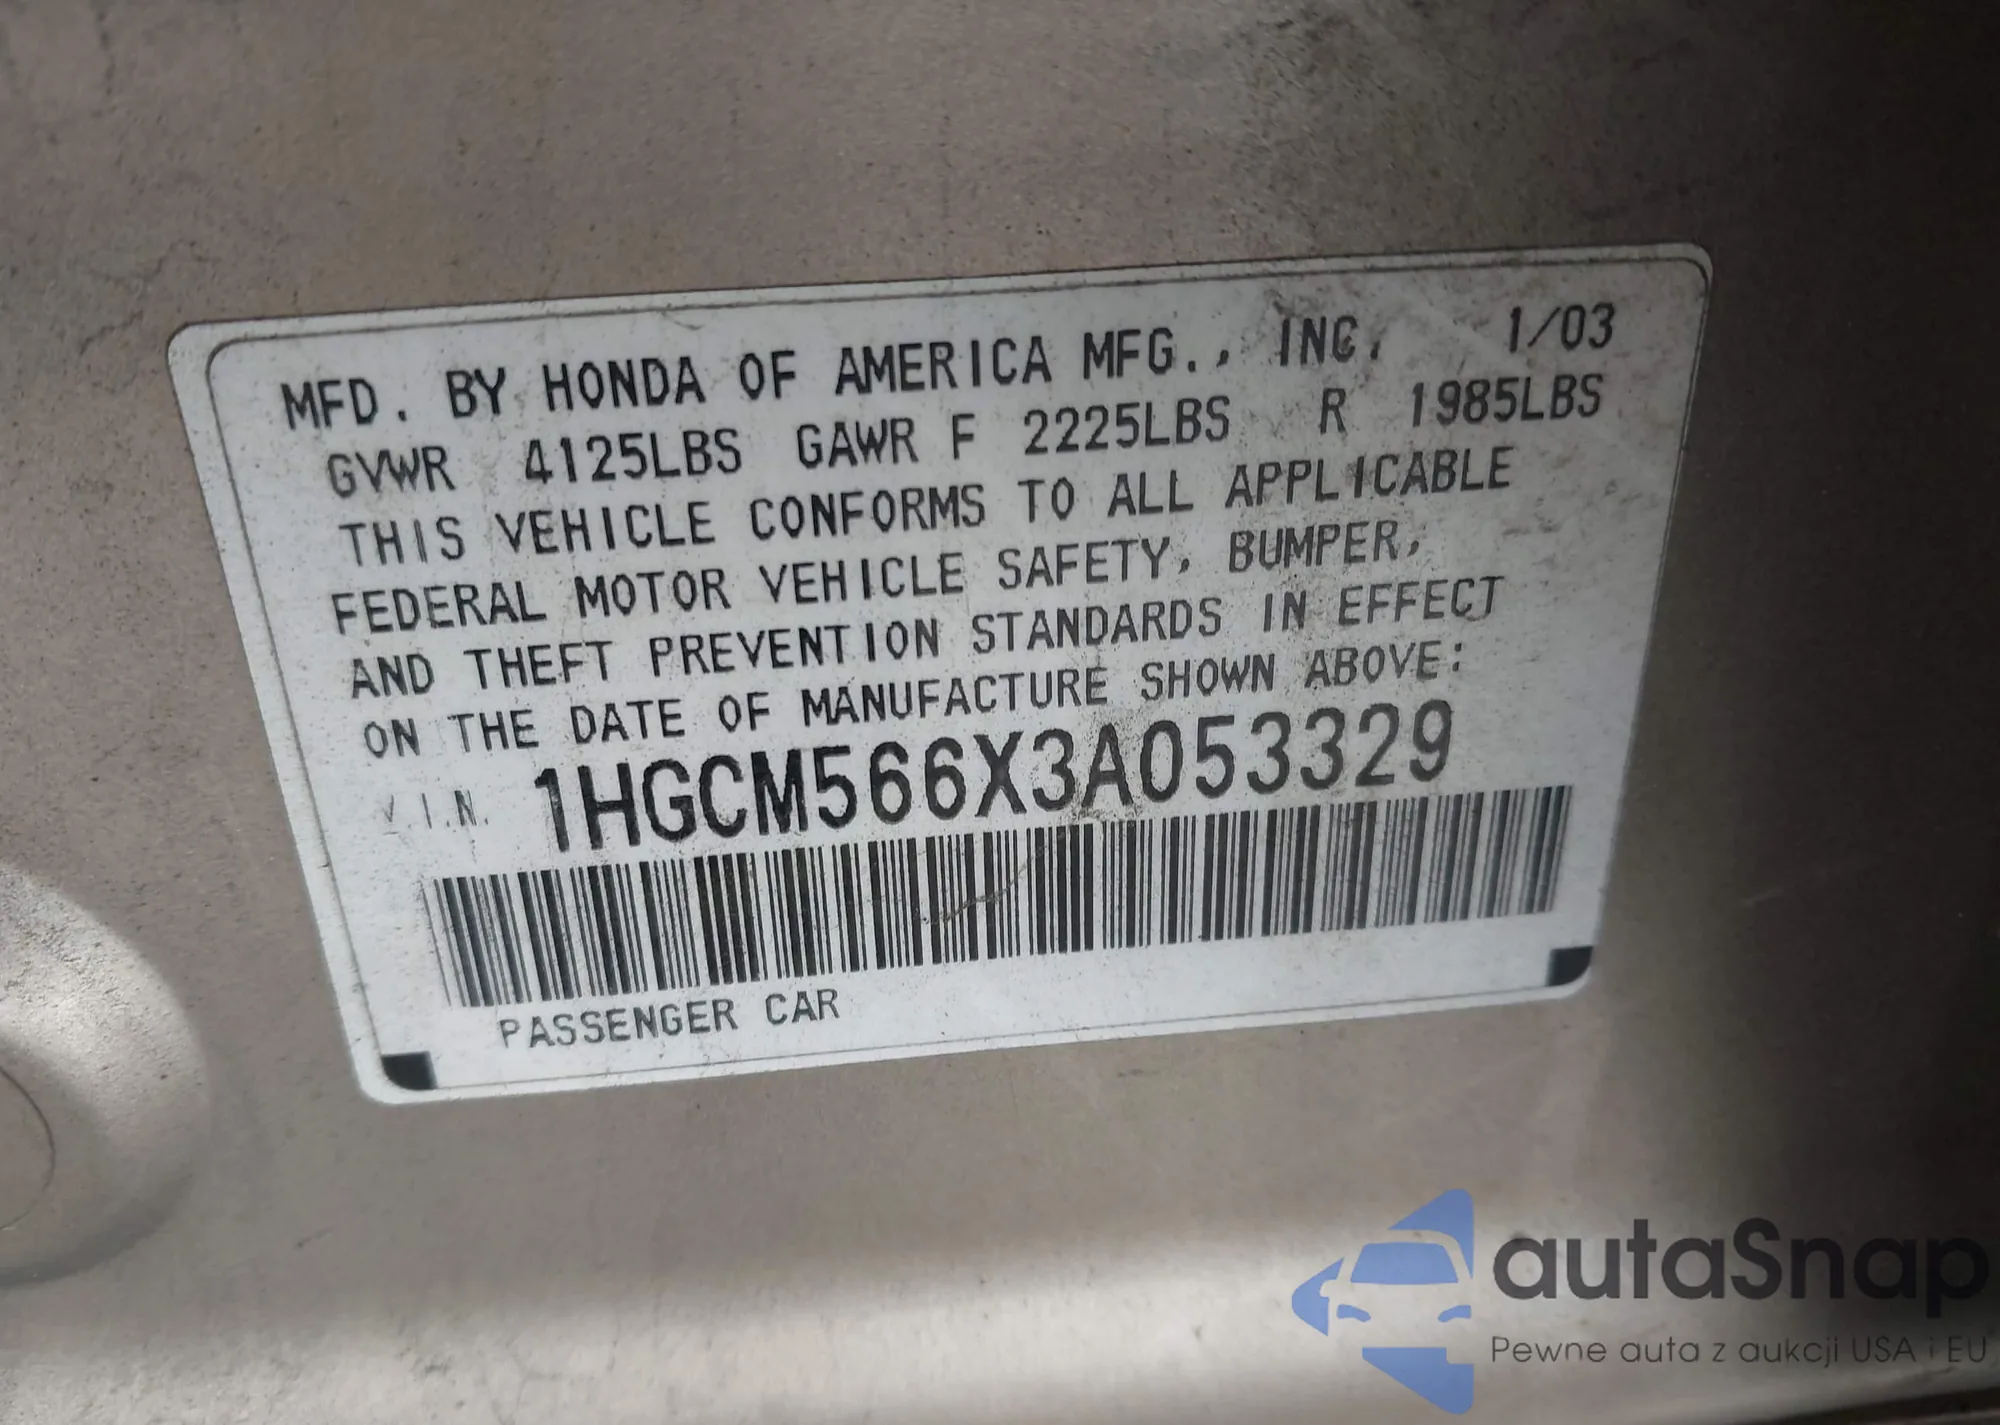 MFD. BY HONDA OF AMERICA MFG., INC. 1/03
GVWR 4125LBS GAWR F 2225LBS R 1985LBS
THIS VEHICLE CONFORMS TO ALL APPLICABLE
FEDERAL MOTOR VEHICLE SAFETY, BUMPER,
AND THEFT PREVENTION STANDARDS IN EFFECT
ON THE DATE OF MANUFACTURE SHOWN ABOVE:
V.I.N. 1HGCM566X3A053329
PASSENGER CAR
autaSnap
Pewne auta z aukcji USA i EU